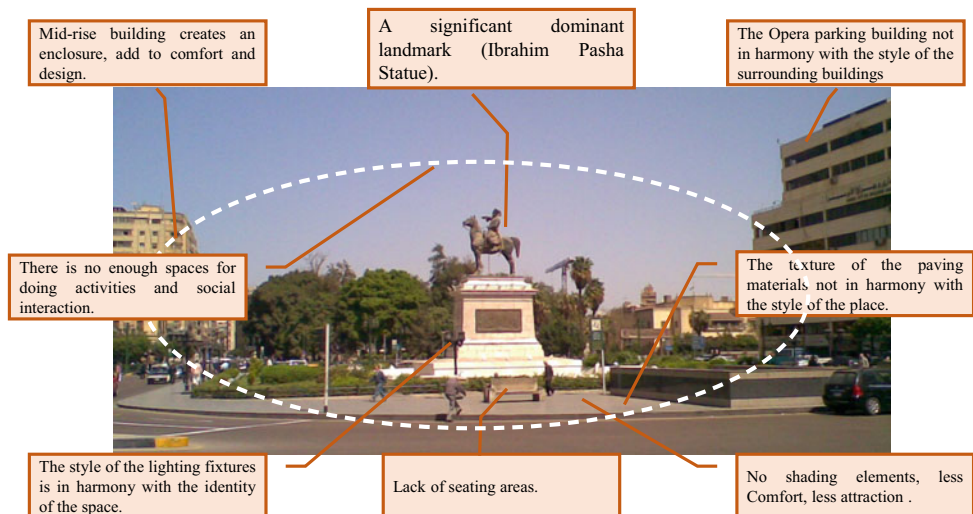 Mid-rise building creates an
enclosure, add to comfort and
design.
A significant dominant
landmark (Ibrahim Pasha
Statue).
The Opera parking building not
in harmony with the style of the
surrounding buildings
There is no enough spaces for
doing activities and social
interaction.
The texture of the paving
materials not in harmony with
the style of the place.
The style of the lighting fixtures
is in harmony with the identity
of the space.
Lack of seating areas.
No shading elements, less
Comfort, less attraction .